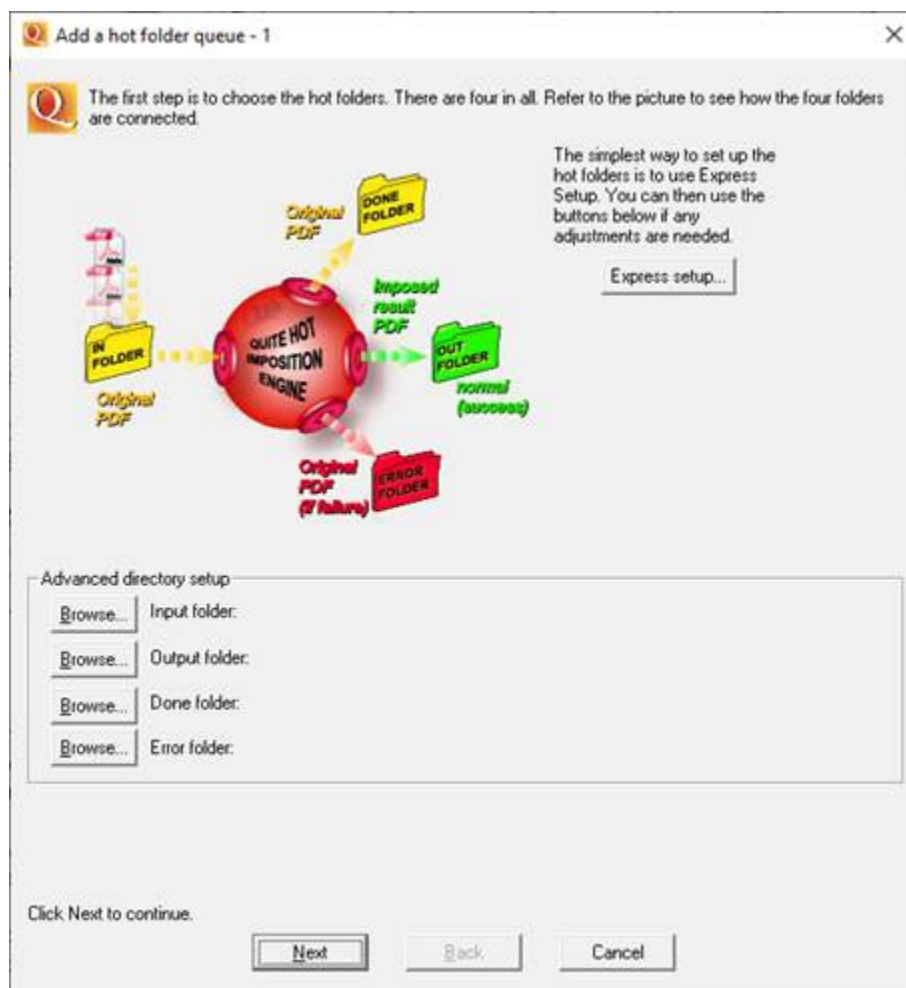 Add a hot folder queue - 1
The first step is to choose the hot folders. There are four in all. Refer to the picture to see how the four folders
are connected.
The simplest way to set up the
hot folders is to use Express
Setup. You can then use the
buttons below if any
adjustments are needed.
Express setup...
DONE
FOLDER
Original
PDF
Imposed
result
PDF
IN
FOLDER
QUITE HOT
IMPOSITION
ENGINE
OUT
FOLDER
normal
(success)
Original
PDF
Original
PDF
(if failure)
ERROR
FOLDER
Advanced directory setup
Browse... Input folder:
Browse... Output folder:
Browse... Done folder:
Browse... Error folder:
Click Next to continue.
Next Back Cancel